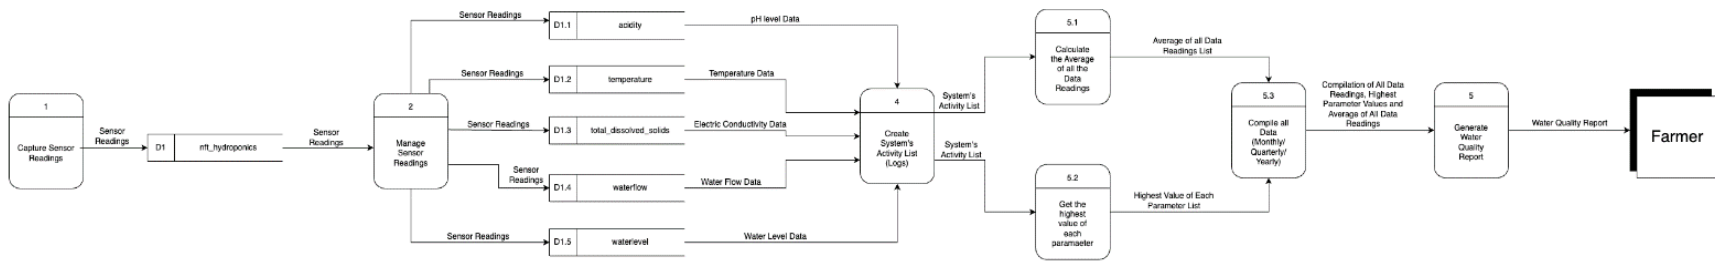 1
Capture Sensor
Readings
Sensor
Readings
D1
nft_hydroponics
Sensor
Readings
2
Manage
Sensor
Readings
Sensor Readings
D1.1
acidity
pH level Data
Sensor Readings
D1.2
temperature
Temperature Data
Sensor Readings
D1.3
total_dissolved_solids
Electric Conductivity Data
Sensor
Readings
D1.4
waterflow
Water Flow Data
Sensor Readings
D1.5
waterlevel
Water Level Data
4
Create
System's
Activity List
(Logs)
System's
Activity List
System's
Activity List
5.1
Calculate
the Average
of all the
Data
Readings
Average of all Data
Readings List
5.2
Get the
highest
value of
each
paramaeter
Highest Value of Each
Parameter List
5.3
Compile all
Data
(Monthly/
Quarterly/
Yearly)
Compilation of All Data
Readings, Highest
Parameter Values and
Average of All Data
Readings
5
Generate
Water
Quality
Report
Water Quality Report
Farmer